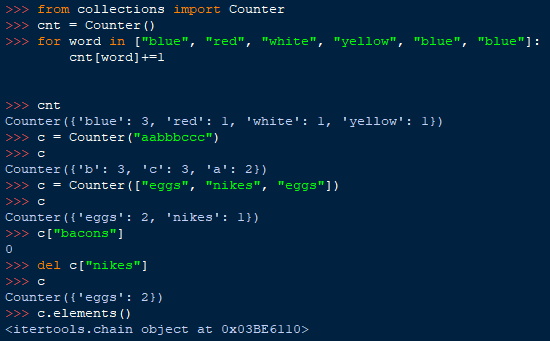 >>> from collections import Counter
>>> cnt = Counter()
>>> for word in ["blue", "red", "white", "yellow", "blue", "blue"]:
        cnt[word]+=1
>>> cnt
Counter({'blue': 3, 'red': 1, 'white': 1, 'yellow': 1})
>>> c = Counter("aabbbccc")
>>> c
Counter({'b': 3, 'c': 3, 'a': 2})
>>> c = Counter(["eggs", "nikes", "eggs"])
>>> c
Counter({'eggs': 2, 'nikes': 1})
>>> c["bacons"]
0
>>> del c["nikes"]
>>> c
Counter({'eggs': 2})
>>> c.elements()
<itertools.chain object at 0x03BE6110>